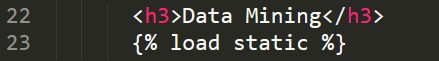 22 <h3>Data Mining</h3>
23 {% load static %}